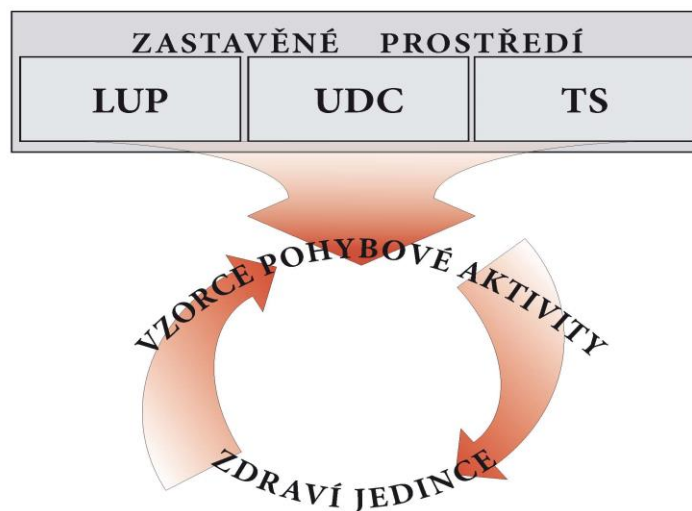 ZASTAVĚNÉ PROSTŘEDÍ
LUP UDC TS
VZORCE POHYBOVÉ AKTIVITY
ZDRAVÍ JEDINCE